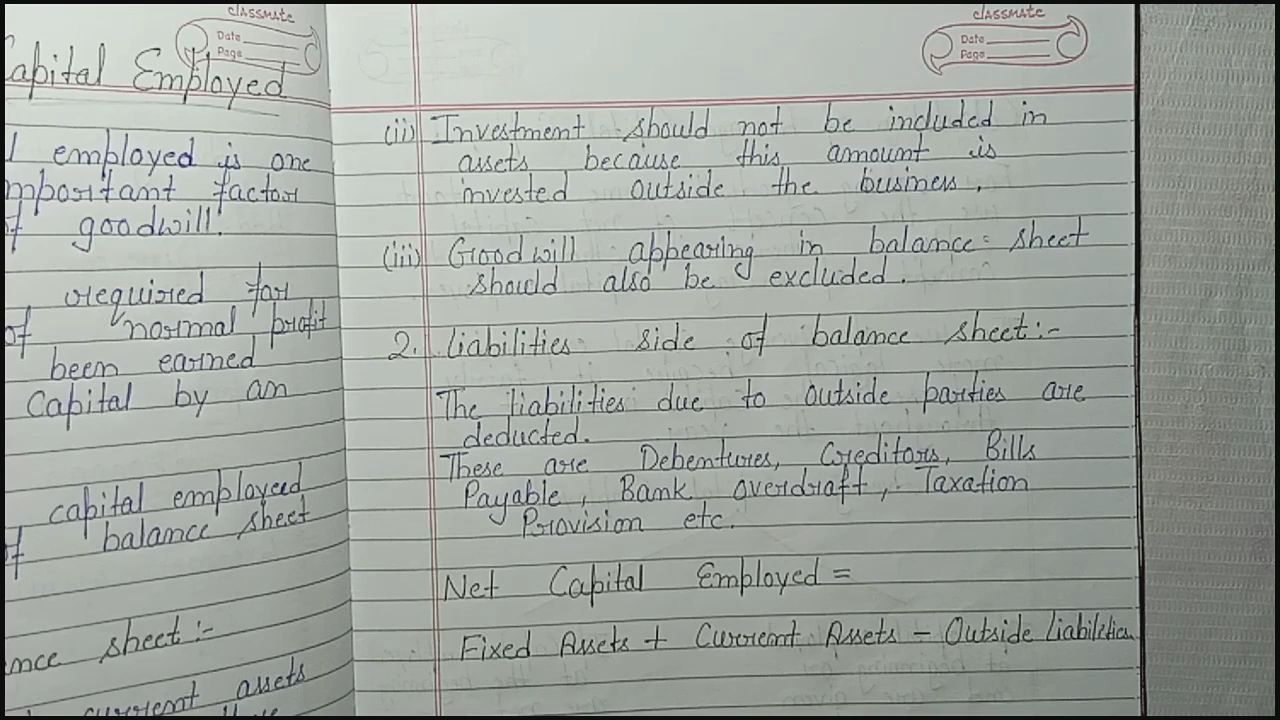 classmate
Date
Page
Capital Employed
employed is one
important factor
of goodwill.
required for
of normal profit
been earned
Capital by an
capital employed
of balance sheet
sheet :-
current assets
classmate
Date
Page
(ii) Investment should not be included in
assets because this amount is
invested outside the business.
(iii) Goodwill appearing in balance sheet
should also be excluded.
2. Liabilities side of balance sheet :-
The liabilities due to outside parties are
deducted.
These are Debentures, Creditors, Bills
Payable, Bank overdraft, Taxation
Provision etc.
Net Capital Employed =
Fixed Assets + Current Assets - Outside Liabilities